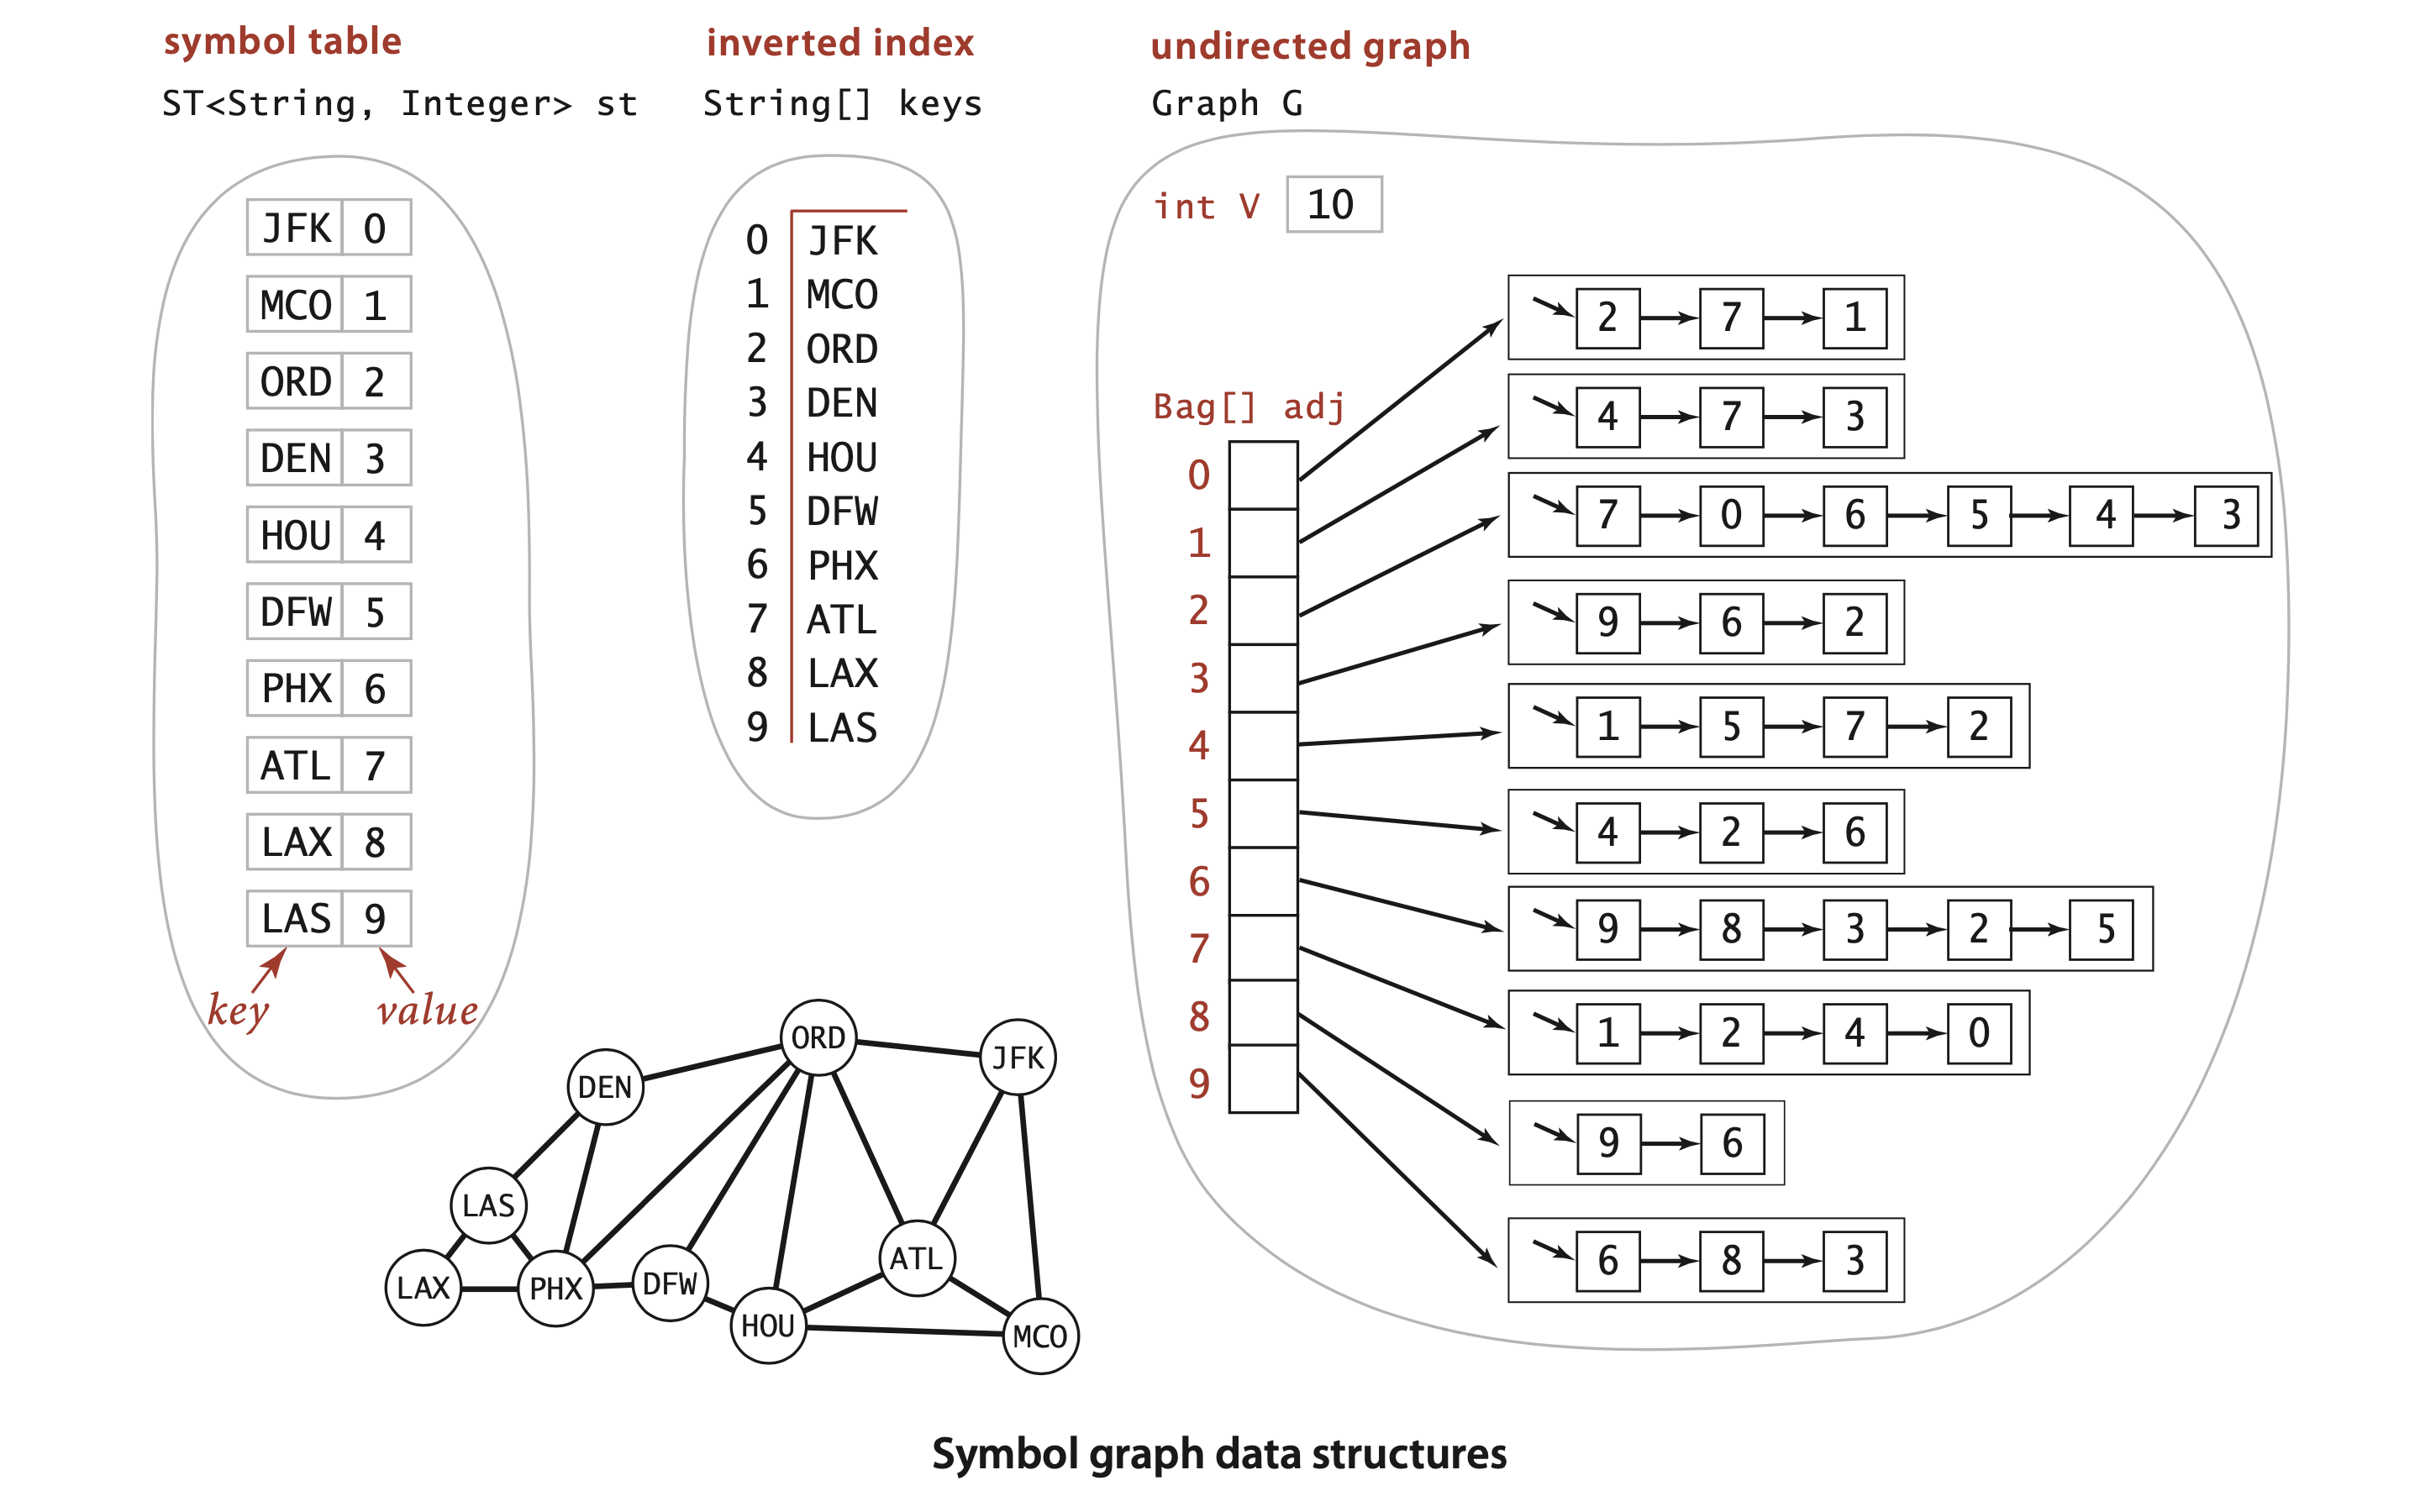 symbol table
ST<String, Integer> st
JFK 0
MCO 1
ORD 2
DEN 3
HOU 4
DFW 5
PHX 6
ATL 7
LAX 8
LAS 9
key value
inverted index
String[] keys
0 JFK
1 MCO
2 ORD
3 DEN
4 HOU
5 DFW
6 PHX
7 ATL
8 LAX
9 LAS
undirected graph
Graph G
int V 10
Bag[] adj
0
1
2
3
4
5
6
7
8
9
2 7 1
4 7 3
7 0 6 5 4 3
9 6 2
1 5 7 2
4 2 6
9 8 3 2 5
1 2 4 0
9 6
6 8 3
ORD
JFK
DEN
LAS
ATL
LAX
PHX
DFW
HOU
MCO
Symbol graph data structures